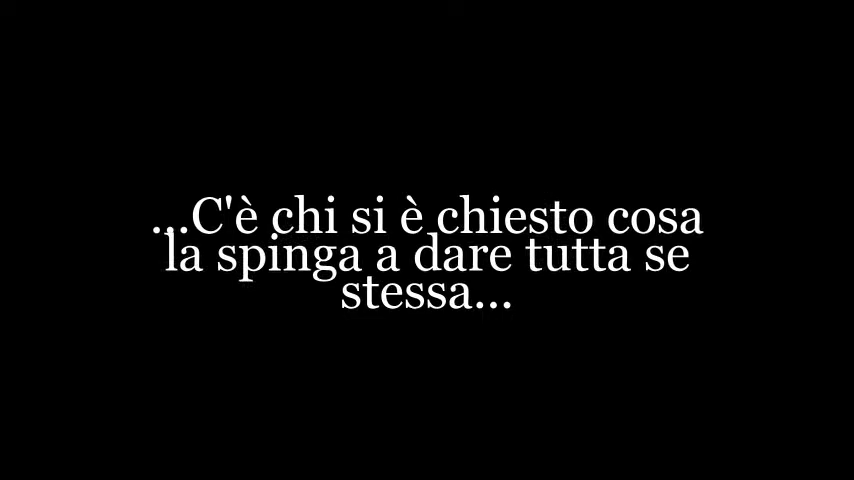 ...C'è chi si è chiesto cosa
la spinga a dare tutta se
stessa...